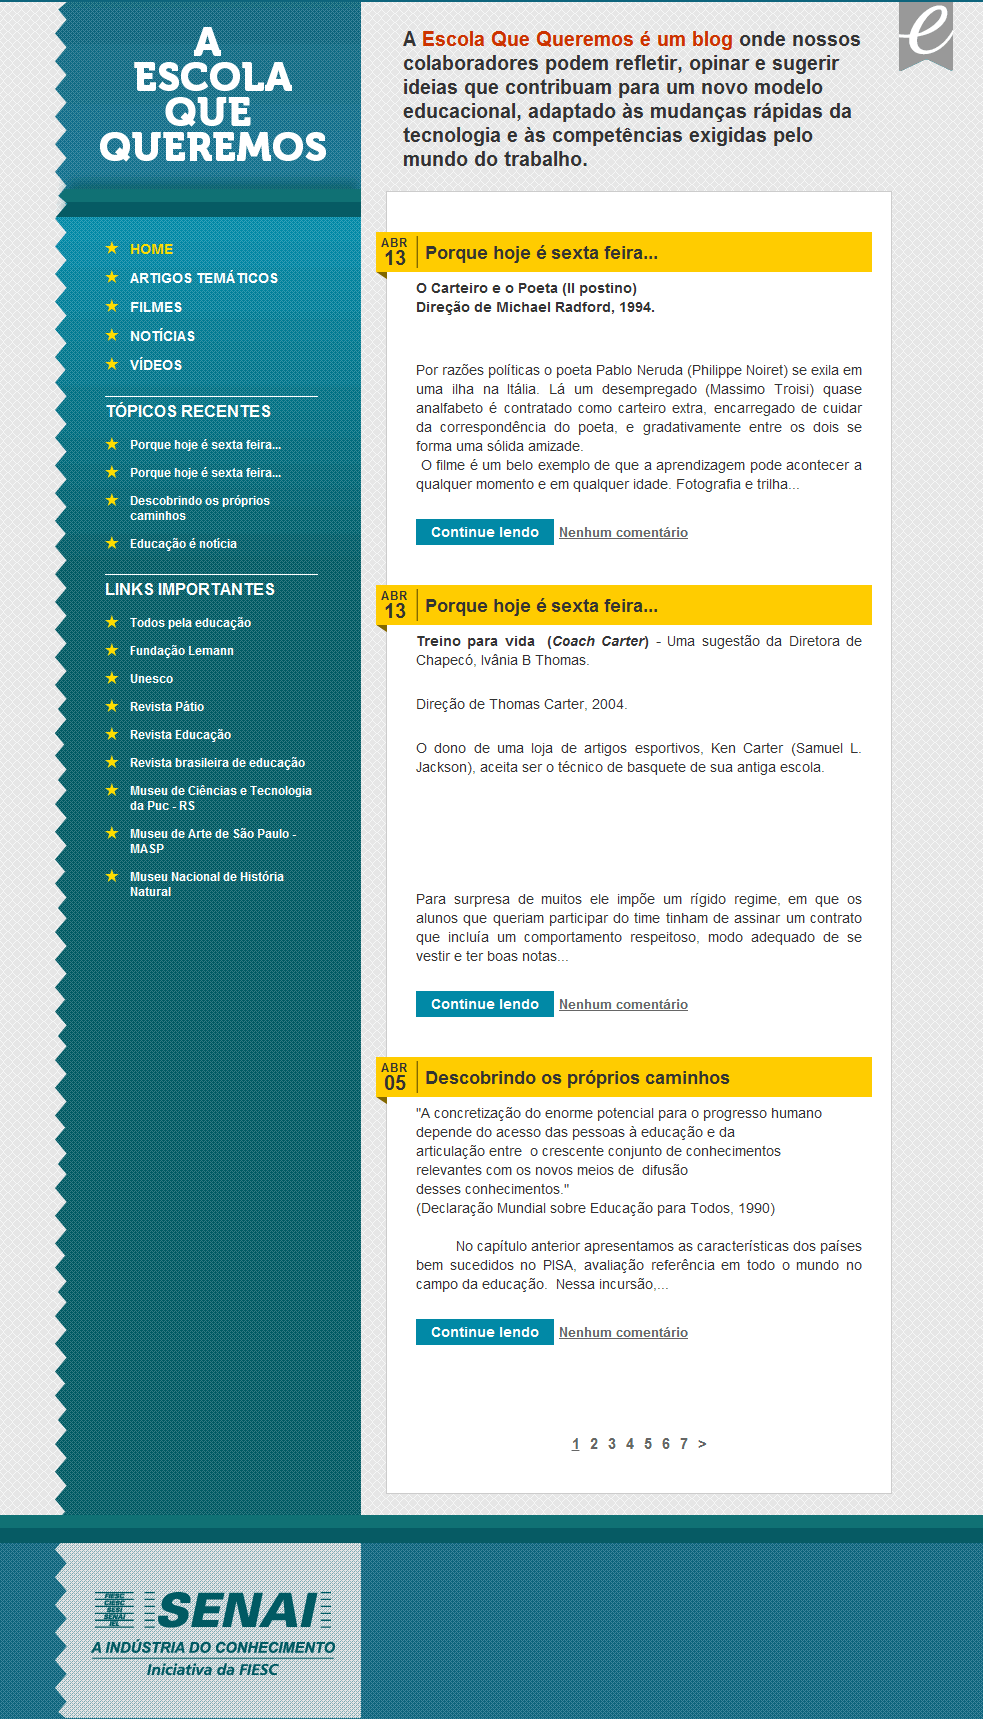 A
ESCOLA
QUE
QUEREMOS
HOME
ARTIGOS TEMÁTICOS
FILMES
NOTÍCIAS
VÍDEOS
TÓPICOS RECENTES
Porque hoje é sexta feira...
Porque hoje é sexta feira...
Descobrindo os próprios
caminhos
Educação é notícia
LINKS IMPORTANTES
Todos pela educação
Fundação Lemann
Unesco
Revista Pátio
Revista Educação
Revista brasileira de educação
Museu de Ciências e Tecnologia
da Puc - RS
Museu de Arte de São Paulo -
MASP
Museu Nacional de História
Natural
A Escola Que Queremos é um blog onde nossos
colaboradores podem refletir, opinar e sugerir
ideias que contribuam para um novo modelo
educacional, adaptado às mudanças rápidas da
tecnologia e às competências exigidas pelo
mundo do trabalho.
e
ABR
13
Porque hoje é sexta feira...
O Carteiro e o Poeta (Il postino)
Direção de Michael Radford, 1994.
Por razões políticas o poeta Pablo Neruda (Philippe Noiret) se exila em
uma ilha na Itália. Lá um desempregado (Massimo Troisi) quase
analfabeto é contratado como carteiro extra, encarregado de cuidar
da correspondência do poeta, e gradativamente entre os dois se
forma uma sólida amizade.
O filme é um belo exemplo de que a aprendizagem pode acontecer a
qualquer momento e em qualquer idade. Fotografia e trilha...
Continue lendo Nenhum comentário
ABR
13
Porque hoje é sexta feira...
Treino para vida (Coach Carter) - Uma sugestão da Diretora de
Chapecó, Ivânia B Thomas.
Direção de Thomas Carter, 2004.
O dono de uma loja de artigos esportivos, Ken Carter (Samuel L.
Jackson), aceita ser o técnico de basquete de sua antiga escola.
Para surpresa de muitos ele impõe um rígido regime, em que os
alunos que queriam participar do time tinham de assinar um contrato
que incluía um comportamento respeitoso, modo adequado de se
vestir e ter boas notas...
Continue lendo Nenhum comentário
ABR
05
Descobrindo os próprios caminhos
"A concretização do enorme potencial para o progresso humano
depende do acesso das pessoas à educação e da
articulação entre o crescente conjunto de conhecimentos
relevantes com os novos meios de difusão
desses conhecimentos."
(Declaração Mundial sobre Educação para Todos, 1990)
No capítulo anterior apresentamos as características dos países
bem sucedidos no PISA, avaliação referência em todo o mundo no
campo da educação. Nessa incursão,...
Continue lendo Nenhum comentário
1 2 3 4 5 6 7 >
FIESC
CIESC
SESI
SENAI
IEL
SENAI
A INDÚSTRIA DO CONHECIMENTO
Iniciativa da FIESC